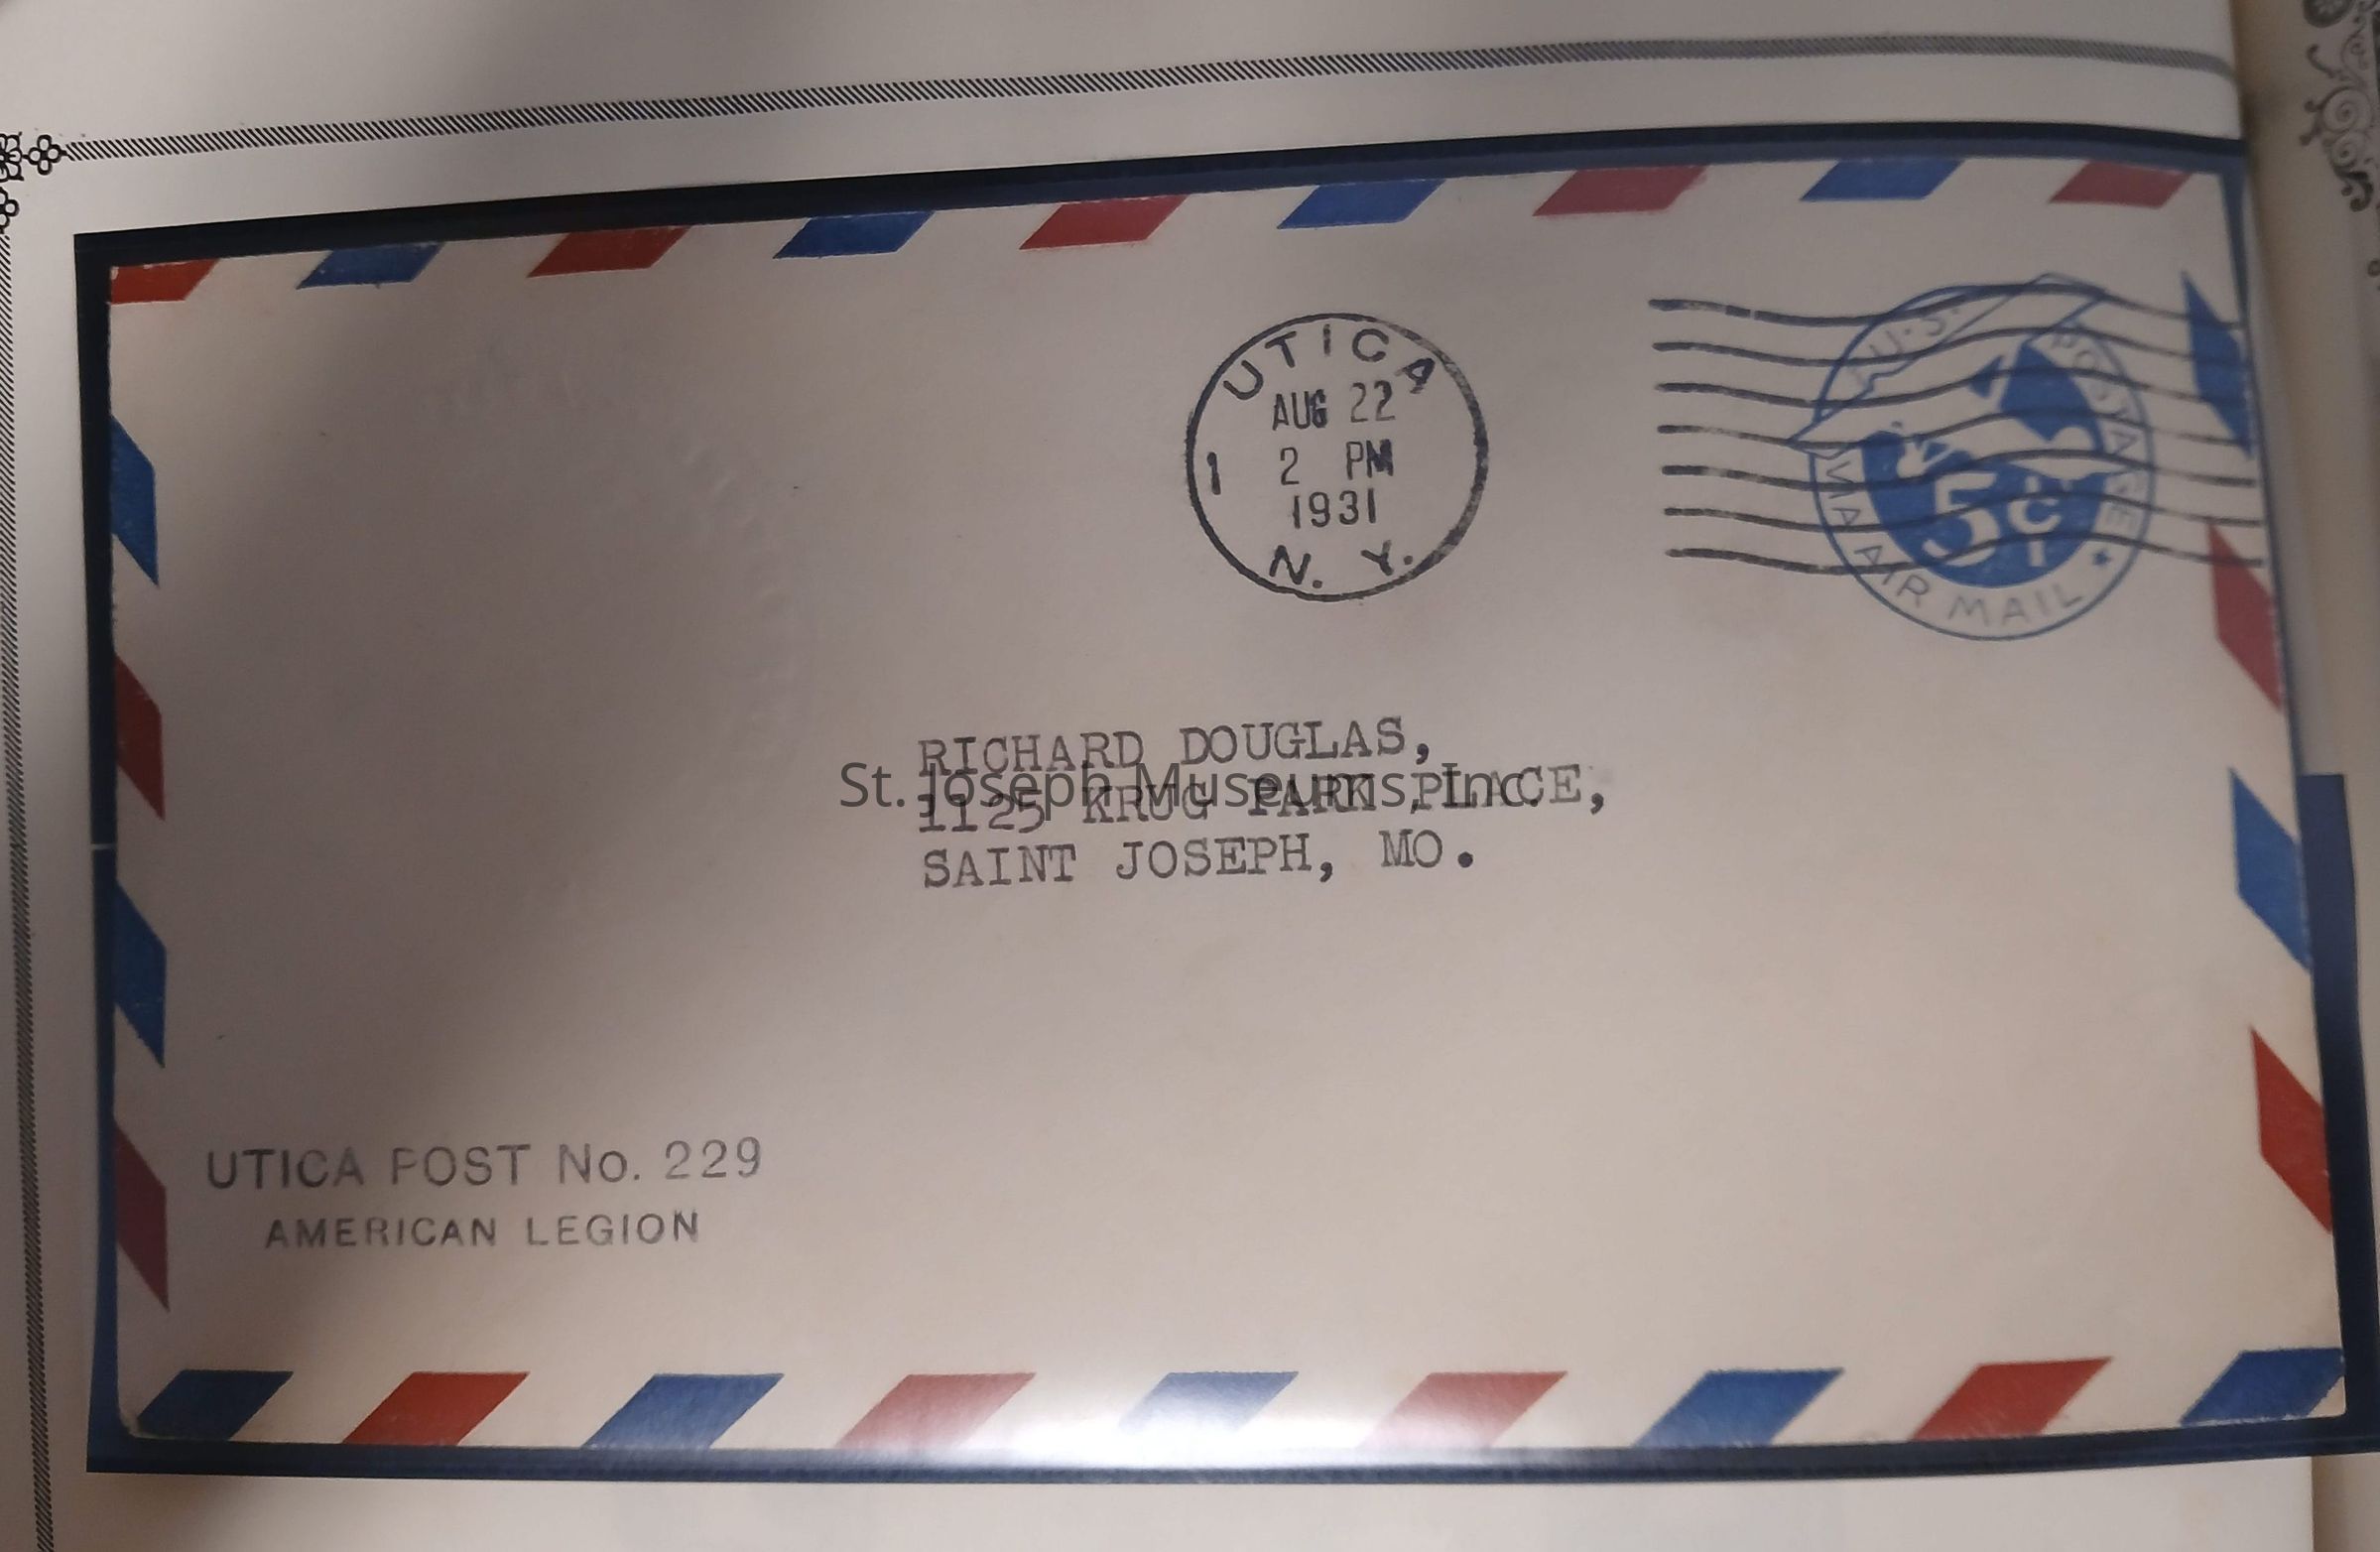 UTICA
AUG 22
1 2 PM
1931
N. Y.
U.S. POSTAGE
5c
VIA AIR MAIL
RICHARD DOUGLAS,
1125 KRUG PARK PLACE,
SAINT JOSEPH, MO.
St. Joseph Museums, Inc.
UTICA POST No. 229
AMERICAN LEGION